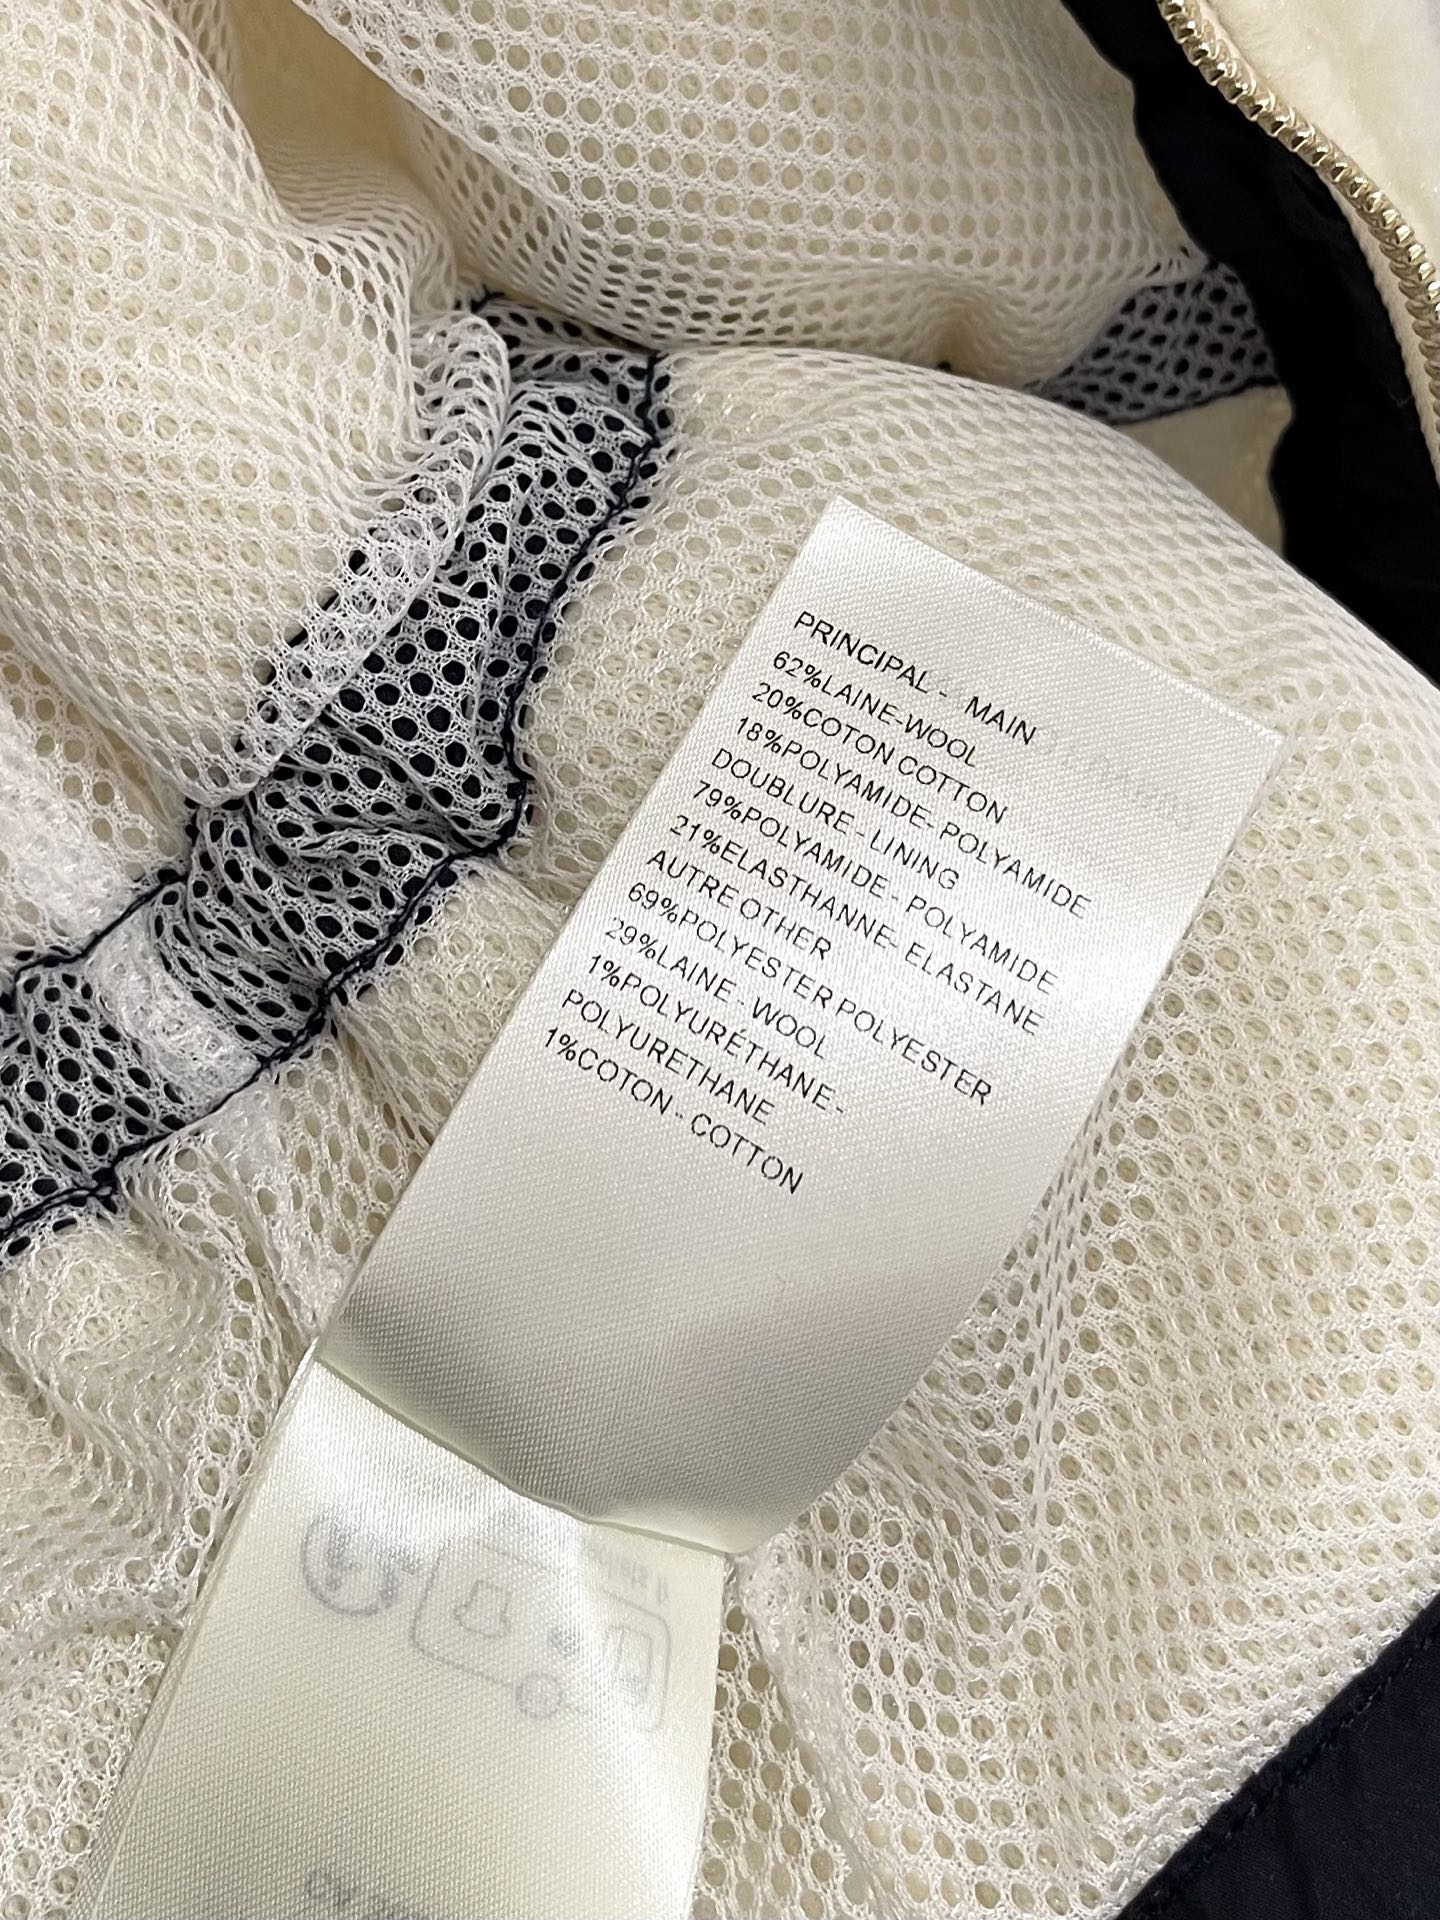 PRINCIPAL - MAIN
62%LAINE-WOOL
20%COTON COTTON
18%POLYAMIDE-POLYAMIDE
DOUBLURE - LINING
79%POLYAMIDE - POLYAMIDE
21%ELASTHANNE- ELASTANE
AUTRE OTHER
69%POLYESTER POLYESTER
29%LAINE - WOOL
1%POLYURÉTHANE-
POLYURETHANE
1%COTON - COTTON